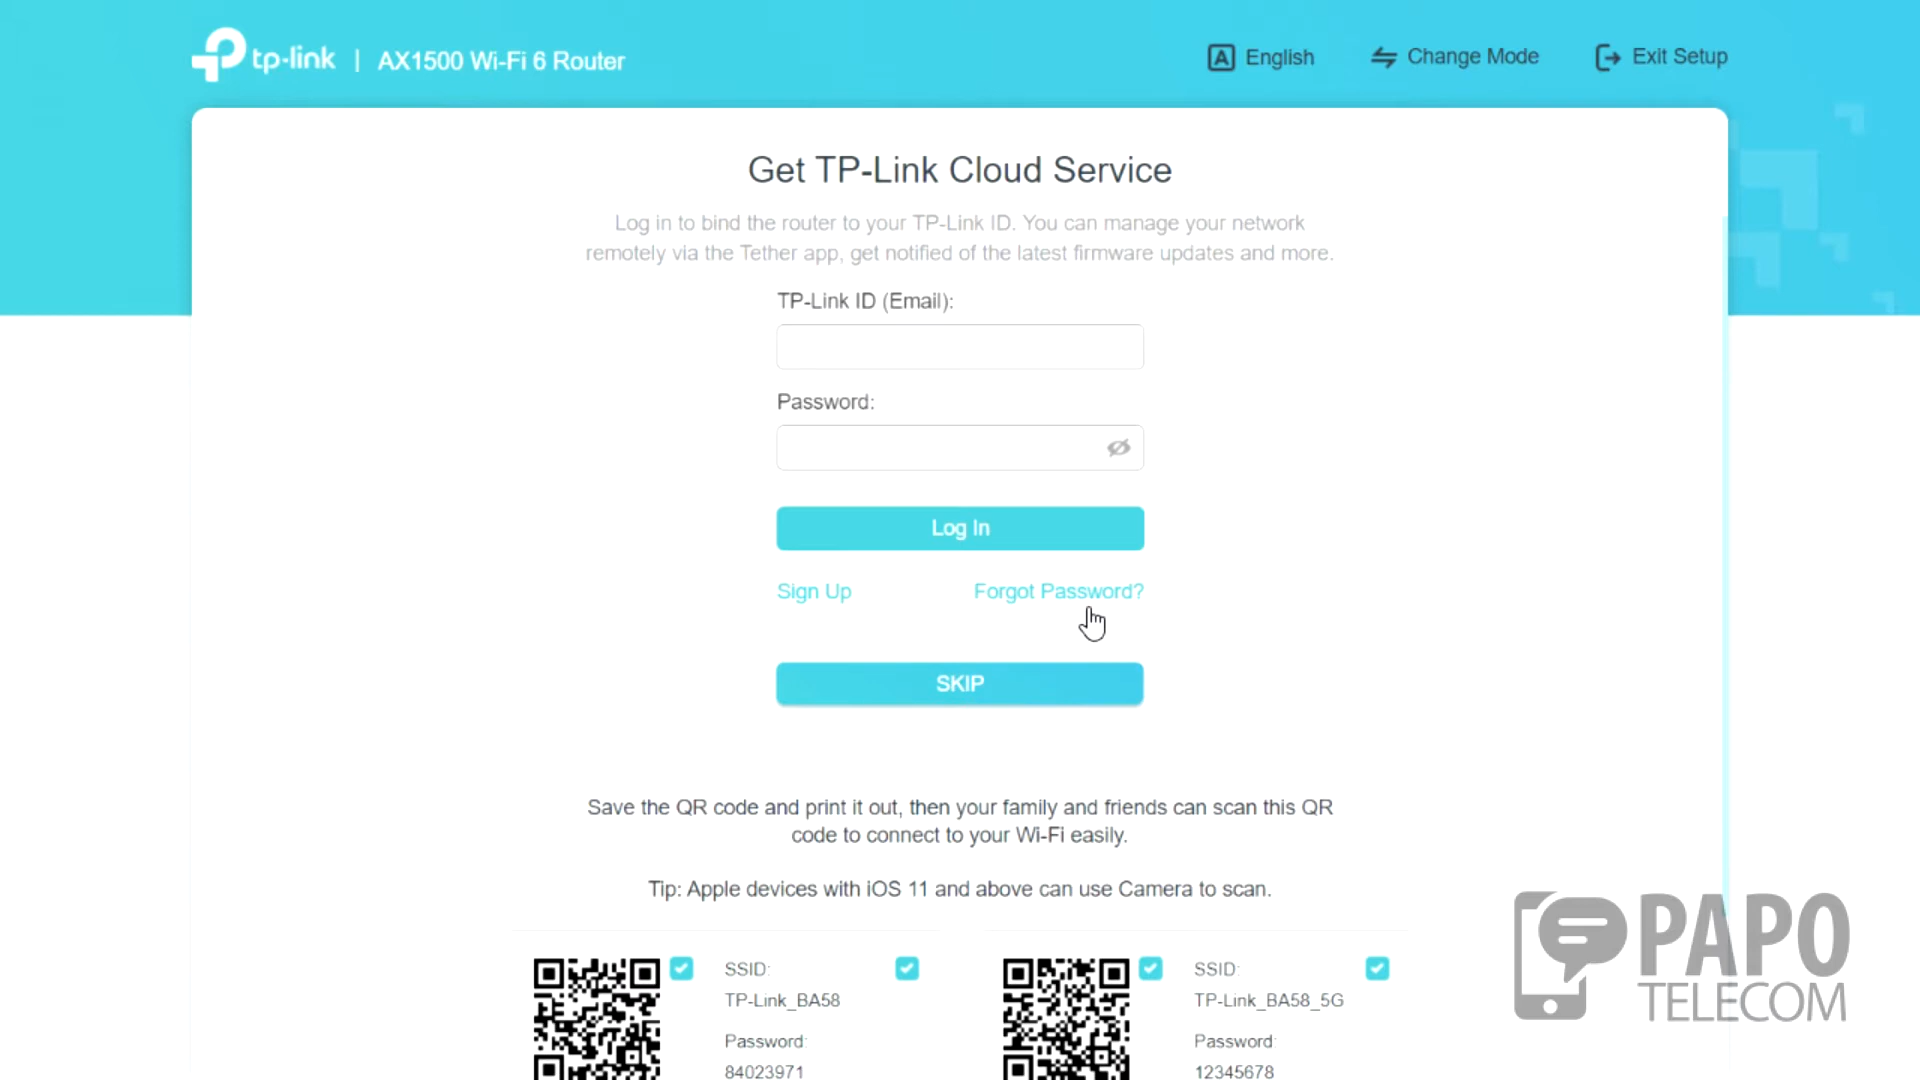 tp-link | AX1500 Wi-Fi 6 Router
A English
Change Mode
Exit Setup
Get TP-Link Cloud Service
Log in to bind the router to your TP-Link ID. You can manage your network
remotely via the Tether app, get notified of the latest firmware updates and more.
TP-Link ID (Email):
Password:
Log In
Sign Up
Forgot Password?
SKIP
Save the QR code and print it out, then your family and friends can scan this QR
code to connect to your Wi-Fi easily.
Tip: Apple devices with iOS 11 and above can use Camera to scan.
SSID:
TP-Link_BA58
Password:
84023971
SSID:
TP-Link_BA58_5G
Password:
12345678
PAPO
TELECOM